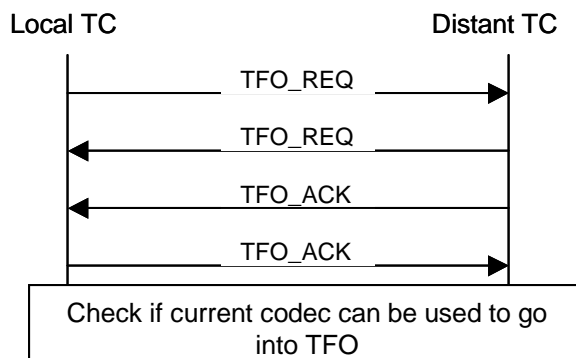 Local TC
Distant TC
TFO_REQ
TFO_REQ
TFO_ACK
TFO_ACK
Check if current codec can be used to go
into TFO